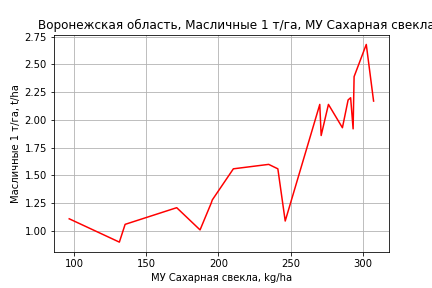 Воронежская область, Масличные 1 т/га, МУ Сахарная свекла
2.75
2.50
2.25
2.00
1.75
1.50
1.25
1.00
Масличные 1 т/га, t/ha
100 150 200 250 300
МУ Сахарная свекла, kg/ha